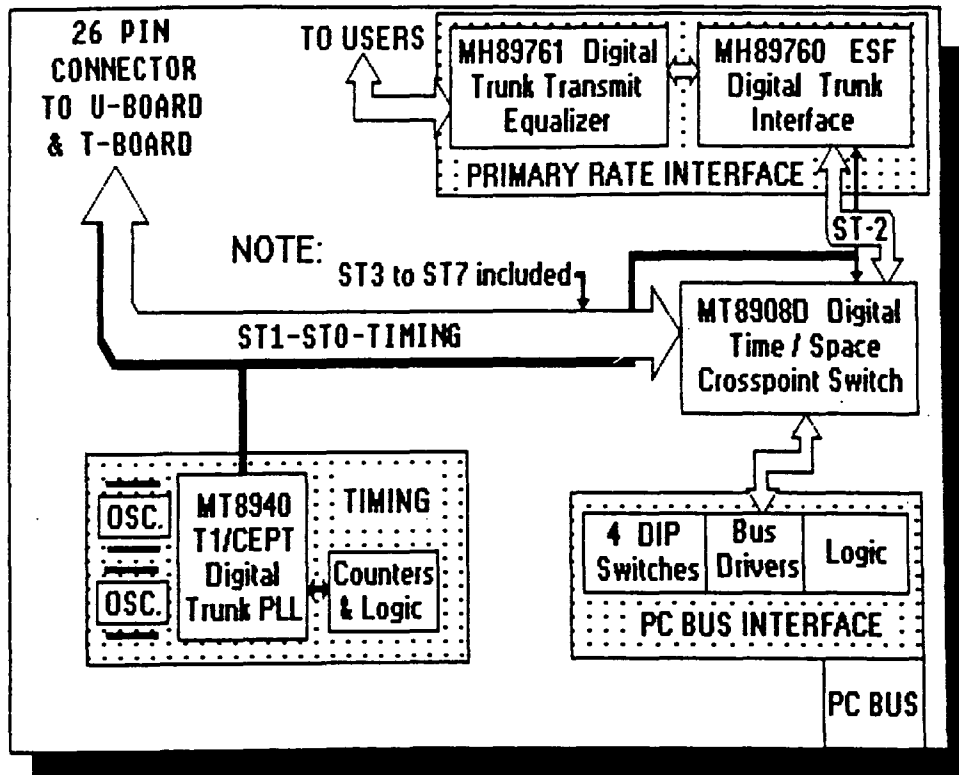 26 PIN
CONNECTOR
TO U-BOARD
& T-BOARD
TO USERS
MH89761 Digital
Trunk Transmit
Equalizer
MH89760 ESF
Digital Trunk
Interface
PRIMARY RATE INTERFACE
ST-2
NOTE:
ST3 to ST7 included
ST1-ST0-TIMING
MT8908D Digital
Time / Space
Crosspoint Switch
OSC.
OSC.
MT8940
T1/CEPT
Digital
Trunk PLL
TIMING
Counters
& Logic
4 DIP
Switches
Bus
Drivers
Logic
PC BUS INTERFACE
PC BUS